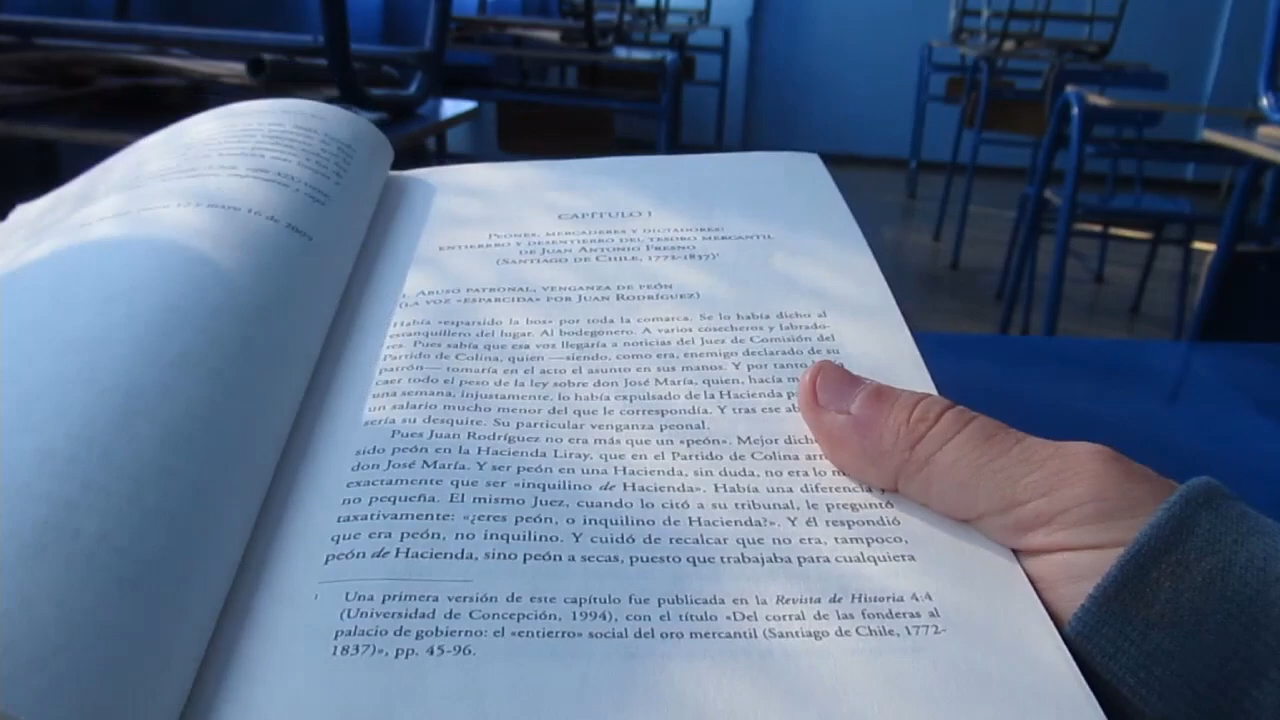 mayo 16 de 2009
CAPÍTULO I
PEONES, MERCADERES Y DICTADORES:
ENTIERRRO Y DESENTIERRO DEL TESORO MERCANTIL
DE JUAN ANTONIO FRESNO
(SANTIAGO DE CHILE, 1772-1837)¹
1. ABUSO PATRONAL, VENGANZA DE PEÓN
(LA VOZ «ESPARCIDA» POR JUAN RODRÍGUEZ)
Había «esparsido la bos» por toda la comarca. Se lo había dicho al
estanquillero del lugar. Al bodegonero. A varios cosecheros y labrado-
res. Pues sabía que esa voz llegaría a noticias del Juez de Comisión del
Partido de Colina, quien —siendo, como era, enemigo declarado de su
patrón— tomaría en el acto el asunto en sus manos. Y por tanto
caer todo el peso de la ley sobre don José María, quien, hacía
una semana, injustamente, lo había expulsado de la Hacienda
un salario mucho menor del que le correspondía. Y tras ese
sería su desquite. Su particular venganza peonal.
Pues Juan Rodríguez no era más que un «peón». Mejor
sido peón en la Hacienda Liray, que en el Partido de Colina
don José María. Y ser peón en una Hacienda, sin duda, no era lo
exactamente que ser «inquilino de Hacienda». Había una diferencia
no pequeña. El mismo Juez, cuando lo citó a su tribunal, le preguntó
taxativamente: «¿eres peón, o inquilino de Hacienda?». Y él respondió
que era peón, no inquilino. Y cuidó de recalcar que no era, tampoco,
peón de Hacienda, sino peón a secas, puesto que trabajaba para cualquiera
¹ Una primera versión de este capítulo fue publicada en la Revista de Historia 4:4
(Universidad de Concepción, 1994), con el título «Del corral de las fonderas al
palacio de gobierno: el «entierro» social del oro mercantil (Santiago de Chile, 1772-
1837)», pp. 45-96.